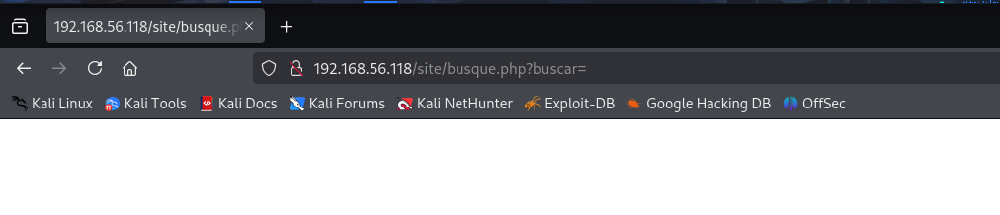 192.168.56.118/site/busque.p
192.168.56.118/site/busque.php?buscar=
Kali Linux Kali Tools Kali Docs Kali Forums Kali NetHunter Exploit-DB Google Hacking DB OffSec